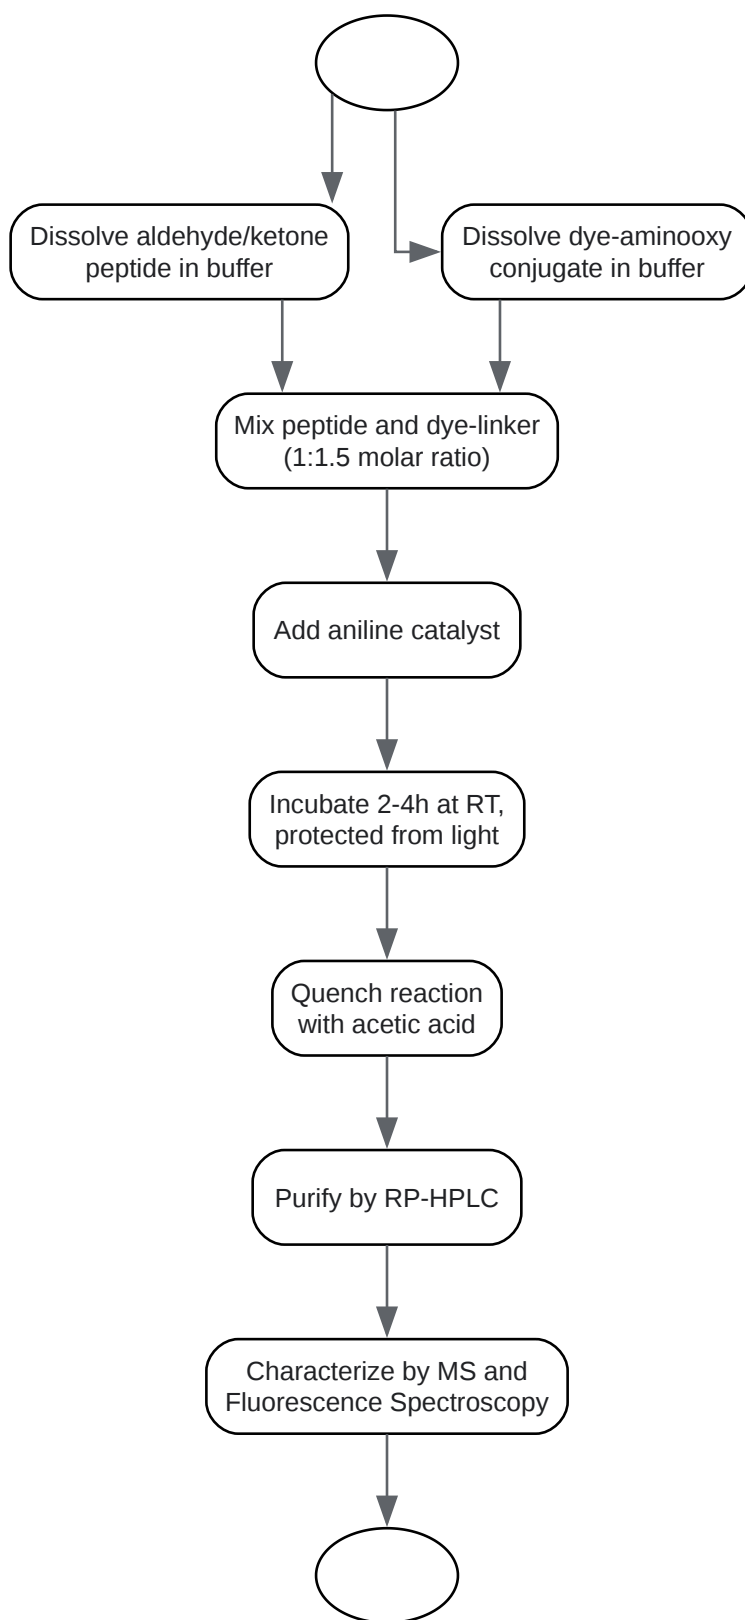 Dissolve aldehyde/ketone
peptide in buffer
Dissolve dye-aminooxy
conjugate in buffer
Mix peptide and dye-linker
(1:1.5 molar ratio)
Add aniline catalyst
Incubate 2-4h at RT,
protected from light
Quench reaction
with acetic acid
Purify by RP-HPLC
Characterize by MS and
Fluorescence Spectroscopy